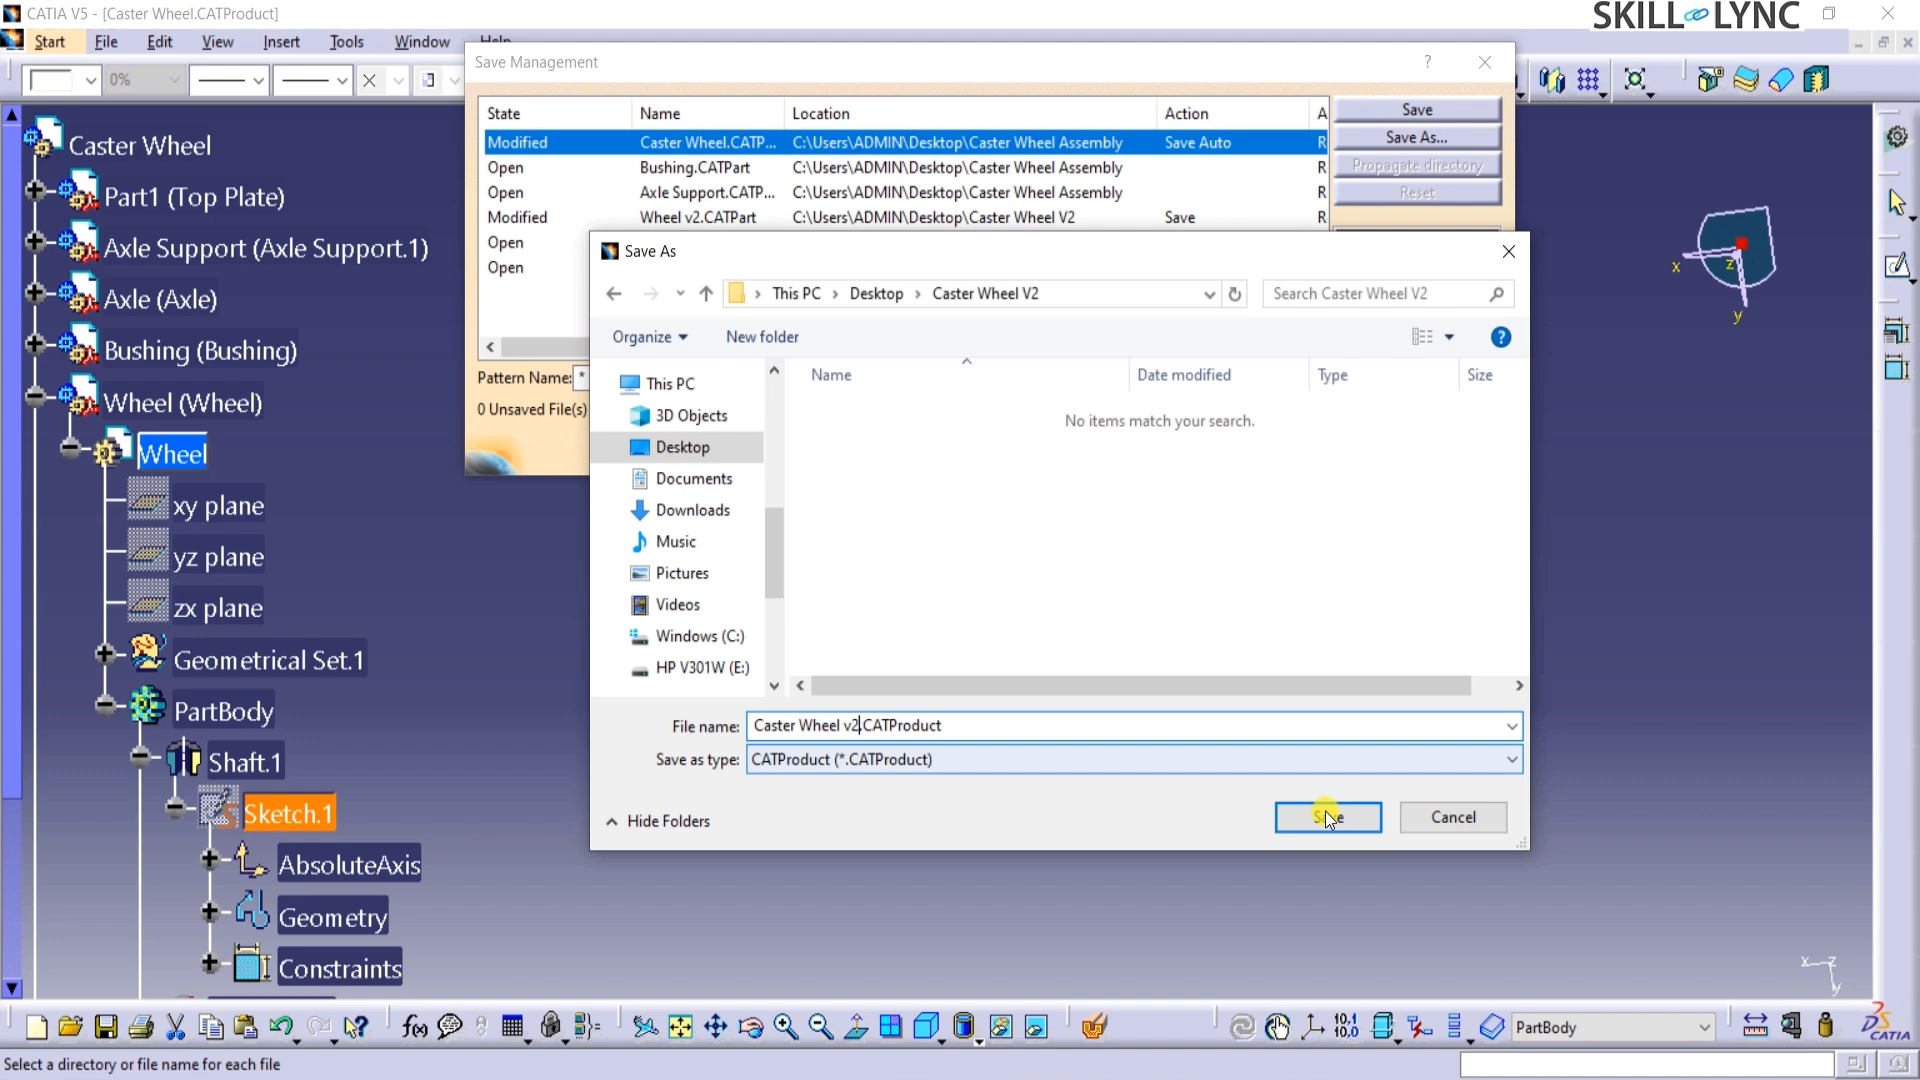 CATIA V5 - [Caster Wheel.CATProduct]
SKILL LYNC
Start File Edit View Insert Tools Window Help
0%
Save Management
?
State Name Location Action A
Modified Caster Wheel.CATP... C:\Users\ADMIN\Desktop\Caster Wheel Assembly Save Auto R
Open Bushing.CATPart C:\Users\ADMIN\Desktop\Caster Wheel Assembly R
Open Axle Support.CATP... C:\Users\ADMIN\Desktop\Caster Wheel Assembly R
Modified Wheel v2.CATPart C:\Users\ADMIN\Desktop\Caster Wheel V2 Save R
Open
Open
Save
Save As...
Propagate directory
Reset
Pattern Name: *
0 Unsaved File(s)
Save As
This PC > Desktop > Caster Wheel V2
Search Caster Wheel V2
Organize
New folder
?
This PC
3D Objects
Desktop
Documents
Downloads
Music
Pictures
Videos
Windows (C:)
HP V301W (E:)
Name Date modified Type Size
No items match your search.
File name: Caster Wheel v2.CATProduct
Save as type: CATProduct (*.CATProduct)
Hide Folders
Save
Cancel
Caster Wheel
Part1 (Top Plate)
Axle Support (Axle Support.1)
Axle (Axle)
Bushing (Bushing)
Wheel (Wheel)
Wheel
xy plane
yz plane
zx plane
Geometrical Set.1
PartBody
Shaft.1
Sketch.1
AbsoluteAxis
Geometry
Constraints
x z
y
x z
y
f(x)
10,1
10,0
PartBody
CATIA
Select a directory or file name for each file